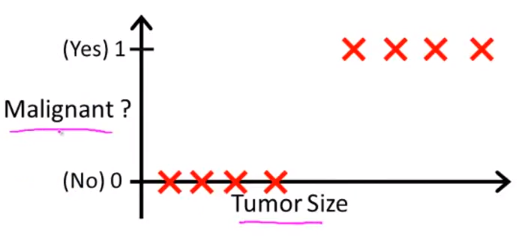 (Yes) 1
Malignant ?
(No) 0
Tumor Size